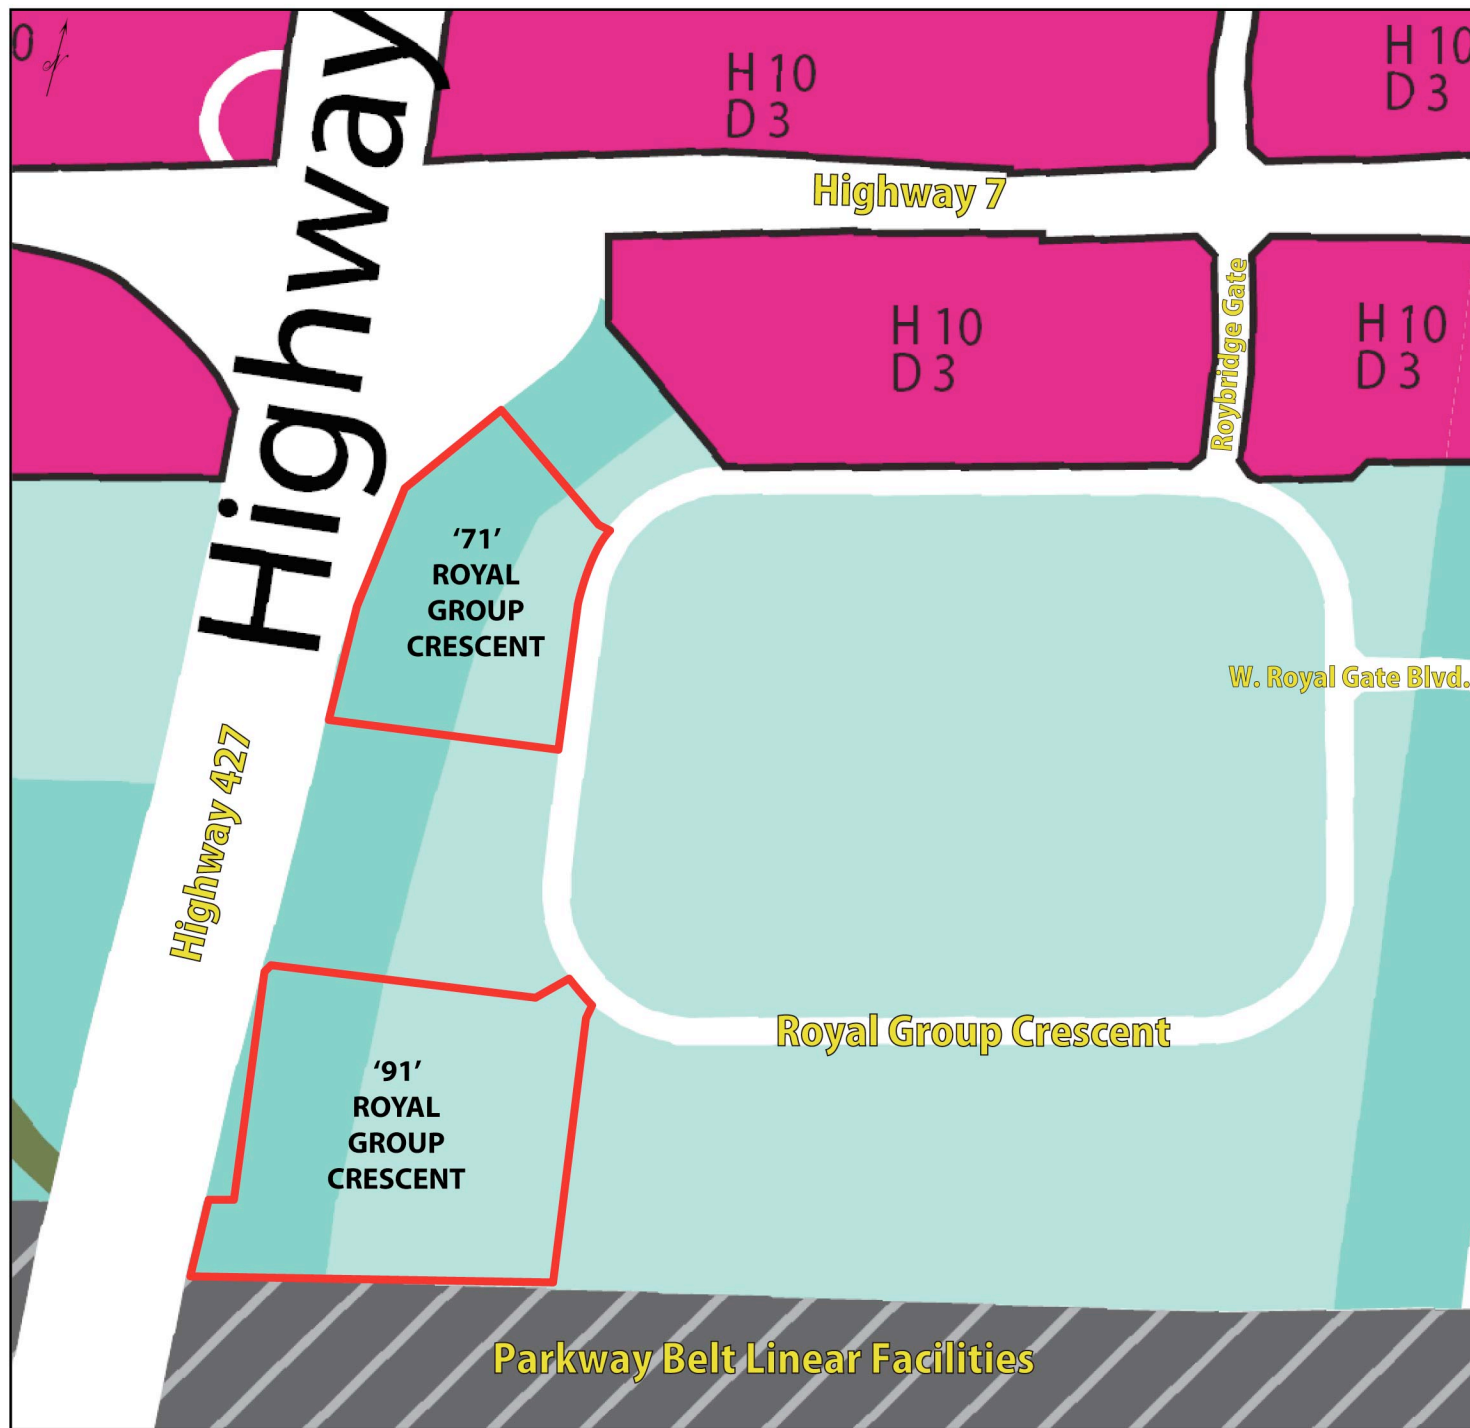 0
N
H 10
D 3
H 10
D 3
Highway
Highway 7
H 10
D 3
Roybridge Gate
H 10
D 3
‘71’
ROYAL
GROUP
CRESCENT
W. Royal Gate Blvd.
Highway 427
Royal Group Crescent
‘91’
ROYAL
GROUP
CRESCENT
Parkway Belt Linear Facilities